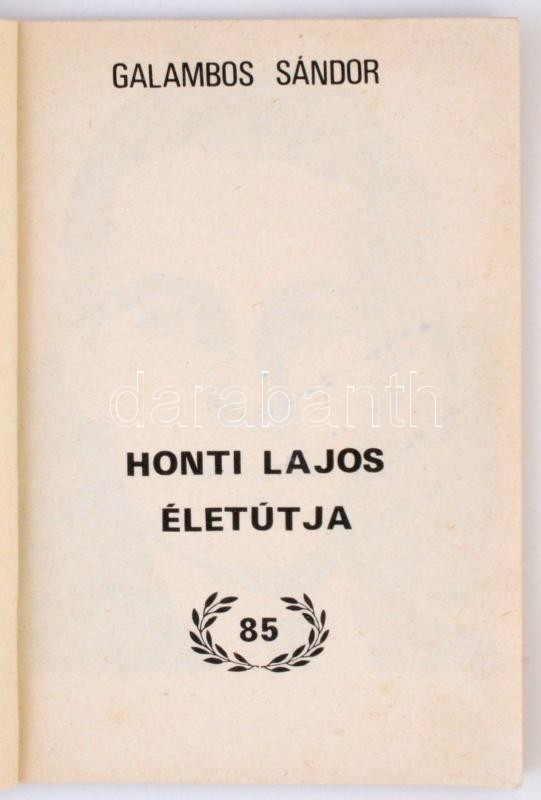 GALAMBOS SÁNDOR
darabanth
HONTI LAJOS
ÉLETÚTJA
85